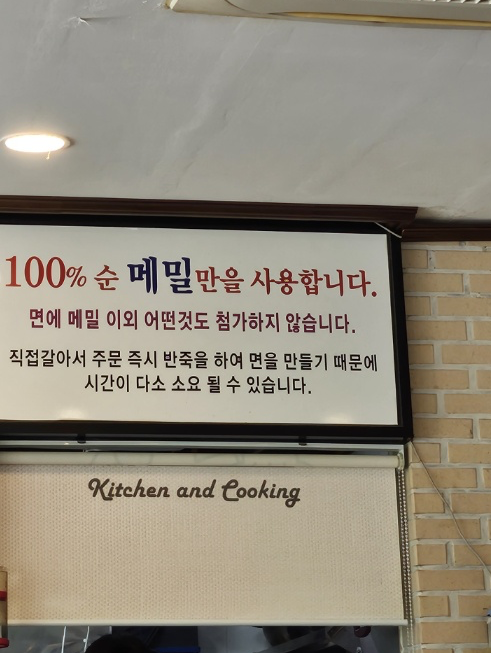 100% 순 메밀만을 사용합니다.
면에 메밀 이외 어떤것도 첨가하지 않습니다.
직접갈아서 주문 즉시 반죽을 하여 면을 만들기 때문에
시간이 다소 소요 될 수 있습니다.
Kitchen and Cooking